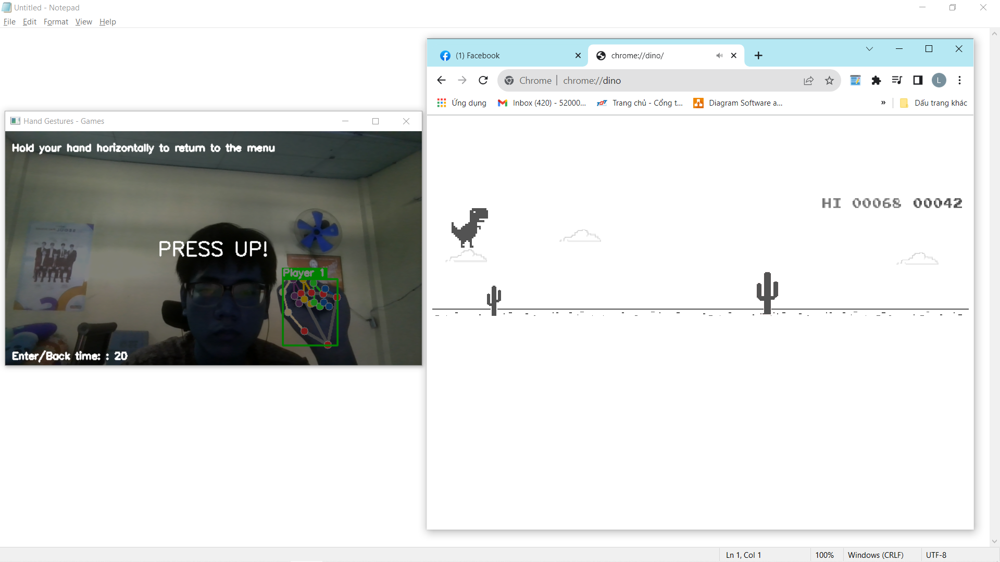 Untitled - Notepad
File Edit Format View Help
(1) Facebook
chrome://dino/
Chrome | chrome://dino
L
Ứng dụng
Inbox (420) - 52000...
Trang chủ - Cổng t...
Diagram Software a...
»
Dấu trang khác
Hand Gestures - Games
Hold your hand horizontally to return to the menu
PRESS UP!
Player 1
Enter/Back time: : 20
HI 00068 00042
Ln 1, Col 1
100%
Windows (CRLF)
UTF-8